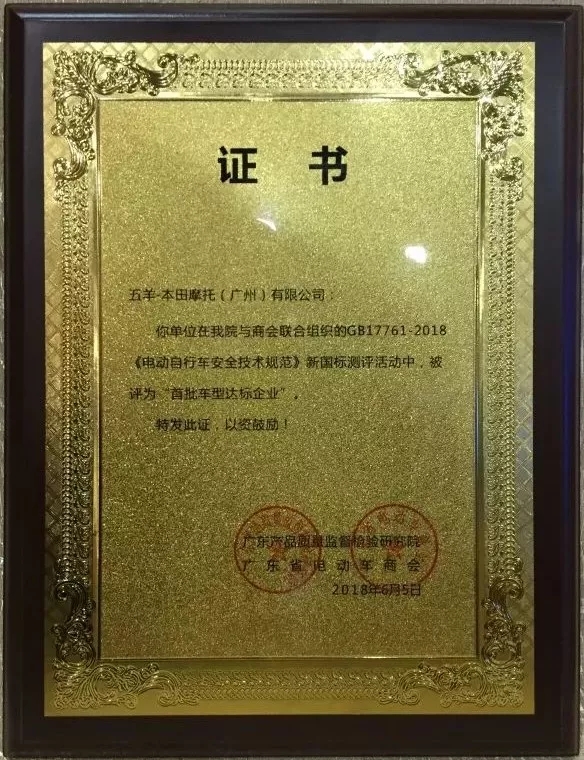 证 书
五羊-本田摩托（广州）有限公司：
你单位在我院与商会联合组织的GB17761-2018
《电动自行车安全技术规范》新国标测评活动中，被
评为“首批车型达标企业”。
特发此证，以资鼓励！
广东产品质量监督检验研究院
广东省电动车商会
2018年6月5日